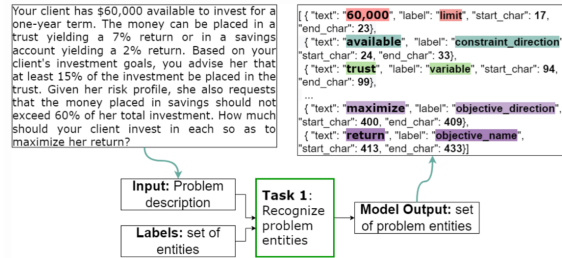 Your client has $60,000 available to invest for a
one-year term. The money can be placed in a
trust yielding a 7% return or in a savings
account yielding a 2% return. Based on your
client's investment goals, you advise her that
at least 15% of the investment be placed in the
trust. Given her risk profile, she also requests
that the money placed in savings should not
exceed 60% of her total investment. How much
should your client invest in each so as to
maximize her return?
[ { "text": "60,000", "label": "limit", "start_char": 17,
"end_char": 23},
{ "text": "available", "label": "constraint_direction",
"start_char": 24, "end_char": 33},
{ "text": "trust", "label": "variable", "start_char": 94,
"end_char": 99},
...
{ "text": "maximize", "label": "objective_direction",
"start_char": 400, "end_char": 409},
{ "text": "return", "label": "objective_name",
"start_char": 413, "end_char": 433}]
Input: Problem
description
Labels: set of
entities
Task 1:
Recognize
problem
entities
Model Output: set
of problem entities